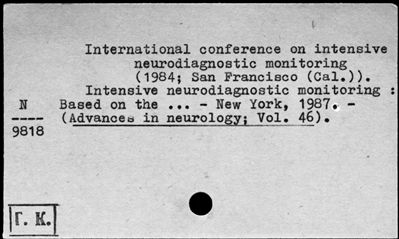 International conference on intensive
neurodiagnostic monitoring
(1984; San Francisco (Cal.)).
Intensive neurodiagnostic monitoring :
N Based on the ... - New York, 1987. -
---- (Advances in neurology; Vol. 46).
9818
Г. К.